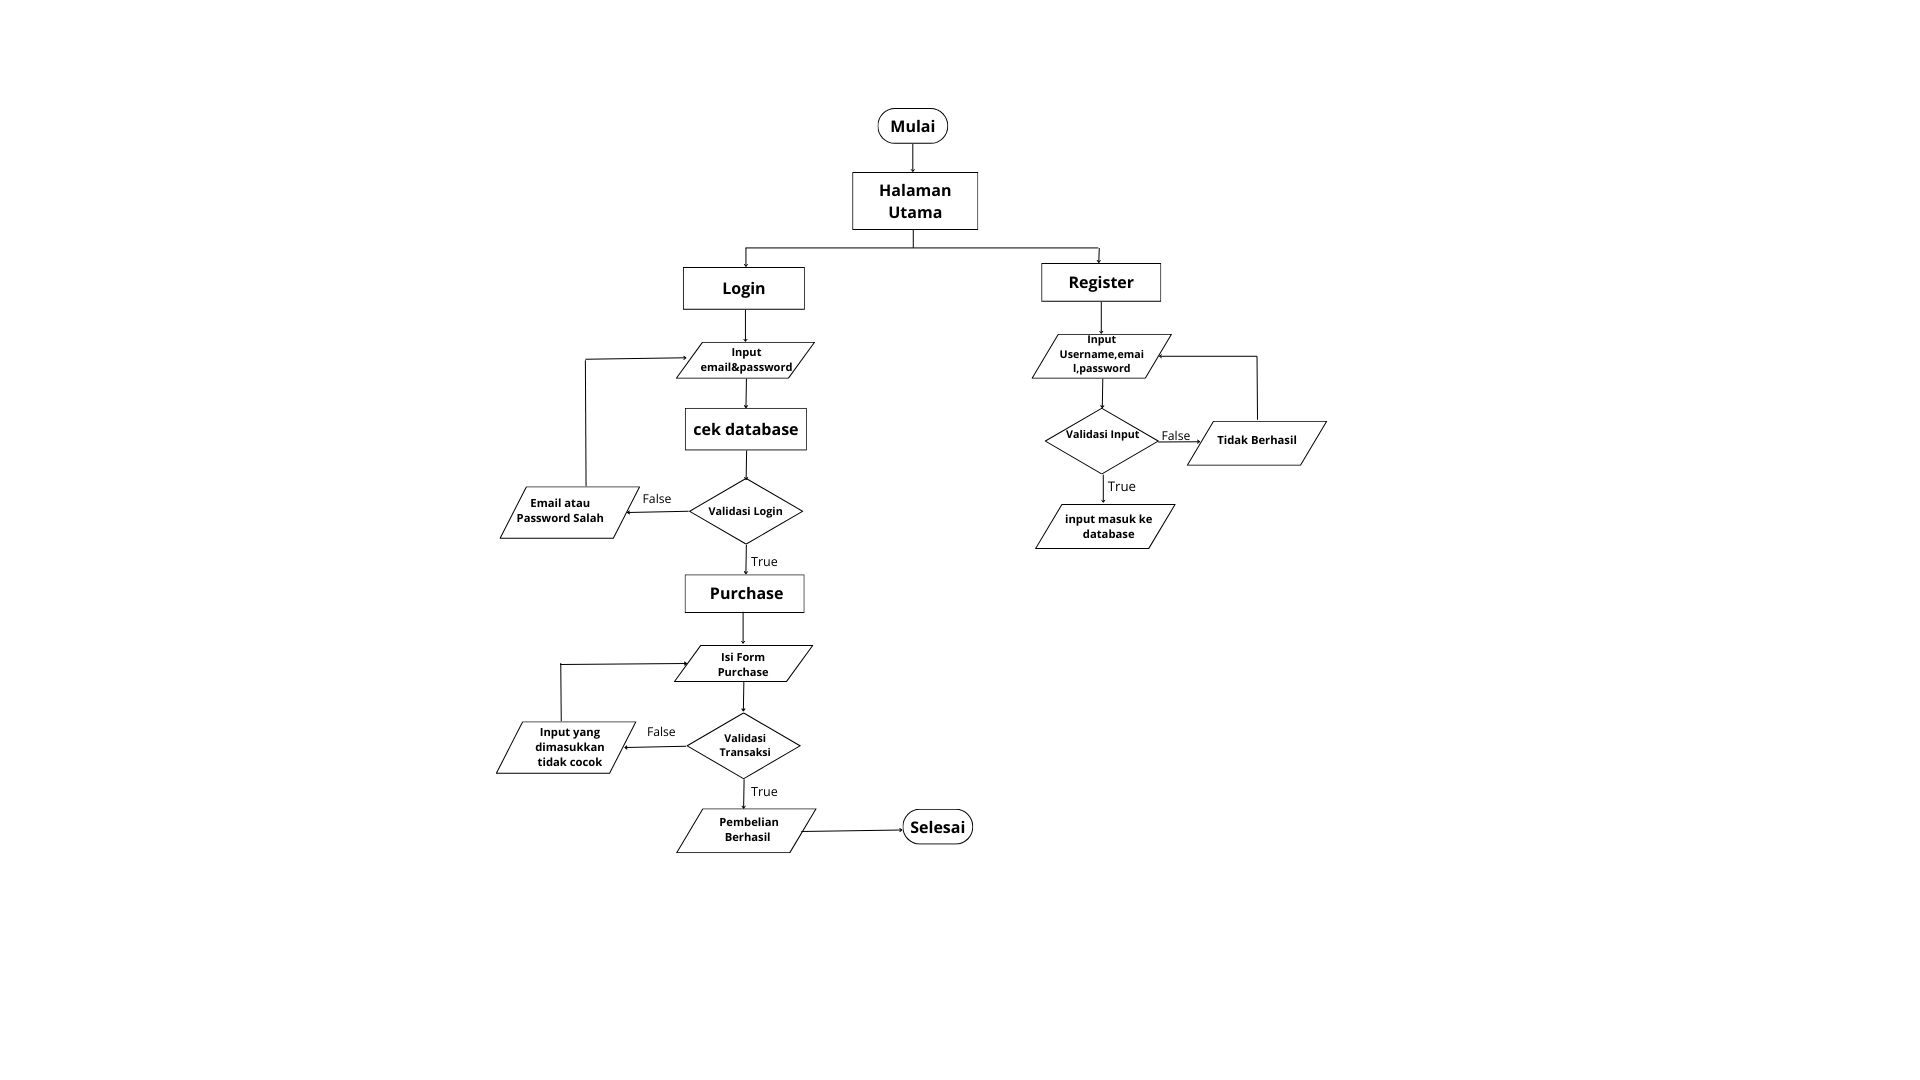 Mulai
Halaman
Utama
Login
Register
Input
email&password
Input
Username,emai
l,password
cek database
Validasi Input
False
Tidak Berhasil
True
Email atau
Password Salah
False
Validasi Login
input masuk ke
database
True
Purchase
Isi Form
Purchase
Input yang
dimasukkan
tidak cocok
False
Validasi
Transaksi
True
Pembelian
Berhasil
Selesai